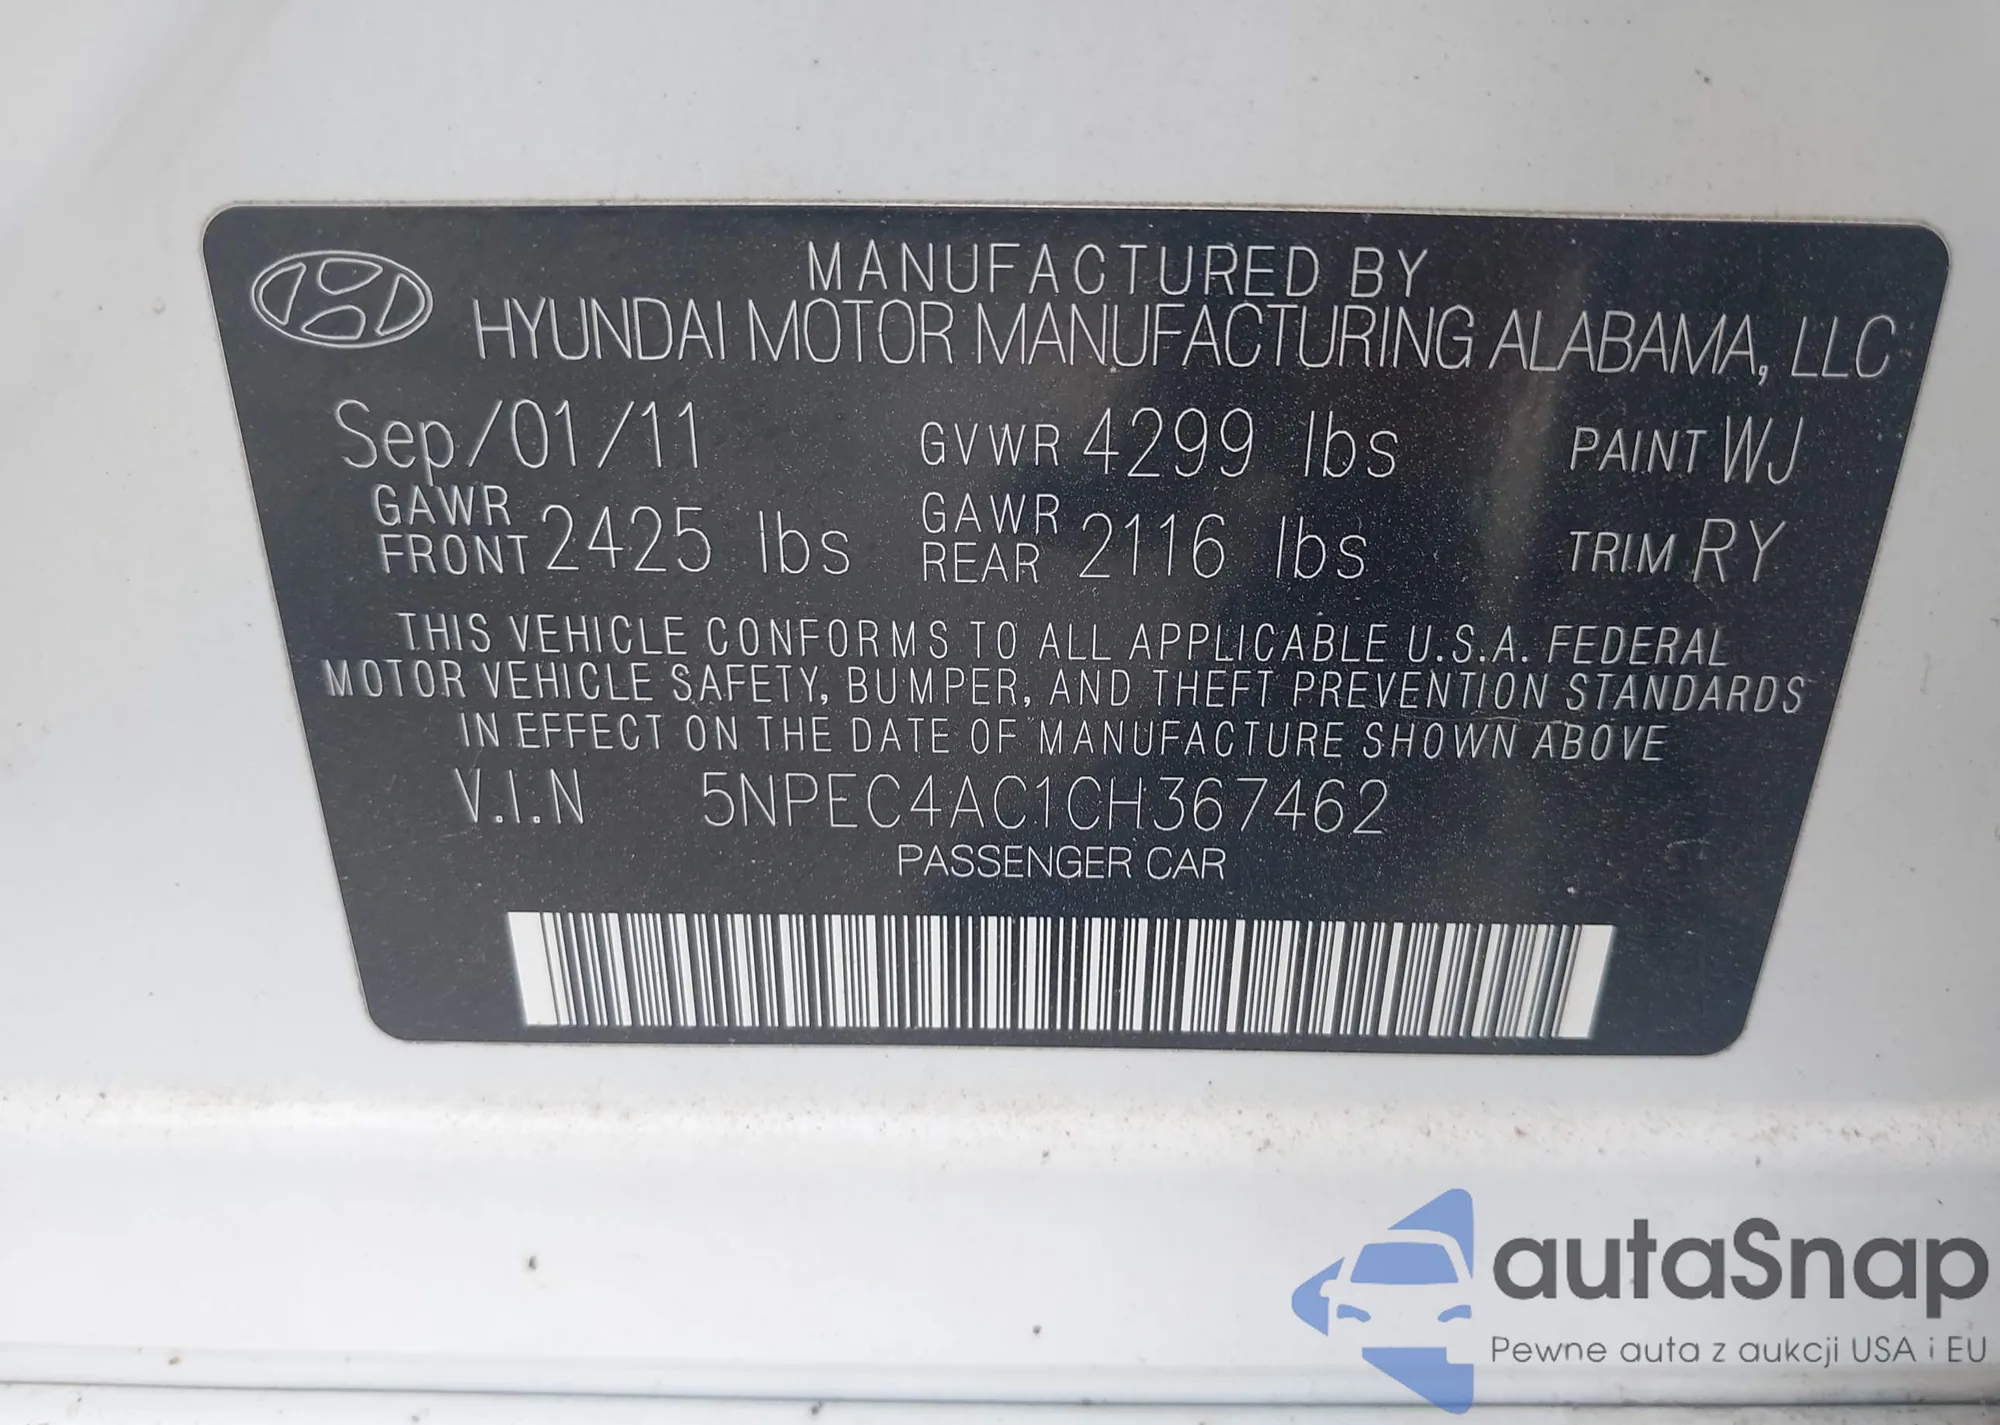 MANUFACTURED BY
HYUNDAI MOTOR MANUFACTURING ALABAMA, LLC
Sep/01/11 GVWR 4299 lbs PAINT WJ
GAWR FRONT 2425 lbs GAWR REAR 2116 lbs TRIM RY
THIS VEHICLE CONFORMS TO ALL APPLICABLE U.S.A. FEDERAL
MOTOR VEHICLE SAFETY, BUMPER, AND THEFT PREVENTION STANDARDS
IN EFFECT ON THE DATE OF MANUFACTURE SHOWN ABOVE
V.I.N 5NPEC4AC1CH367462
PASSENGER CAR
autaSnap
Pewne auta z aukcji USA i EU